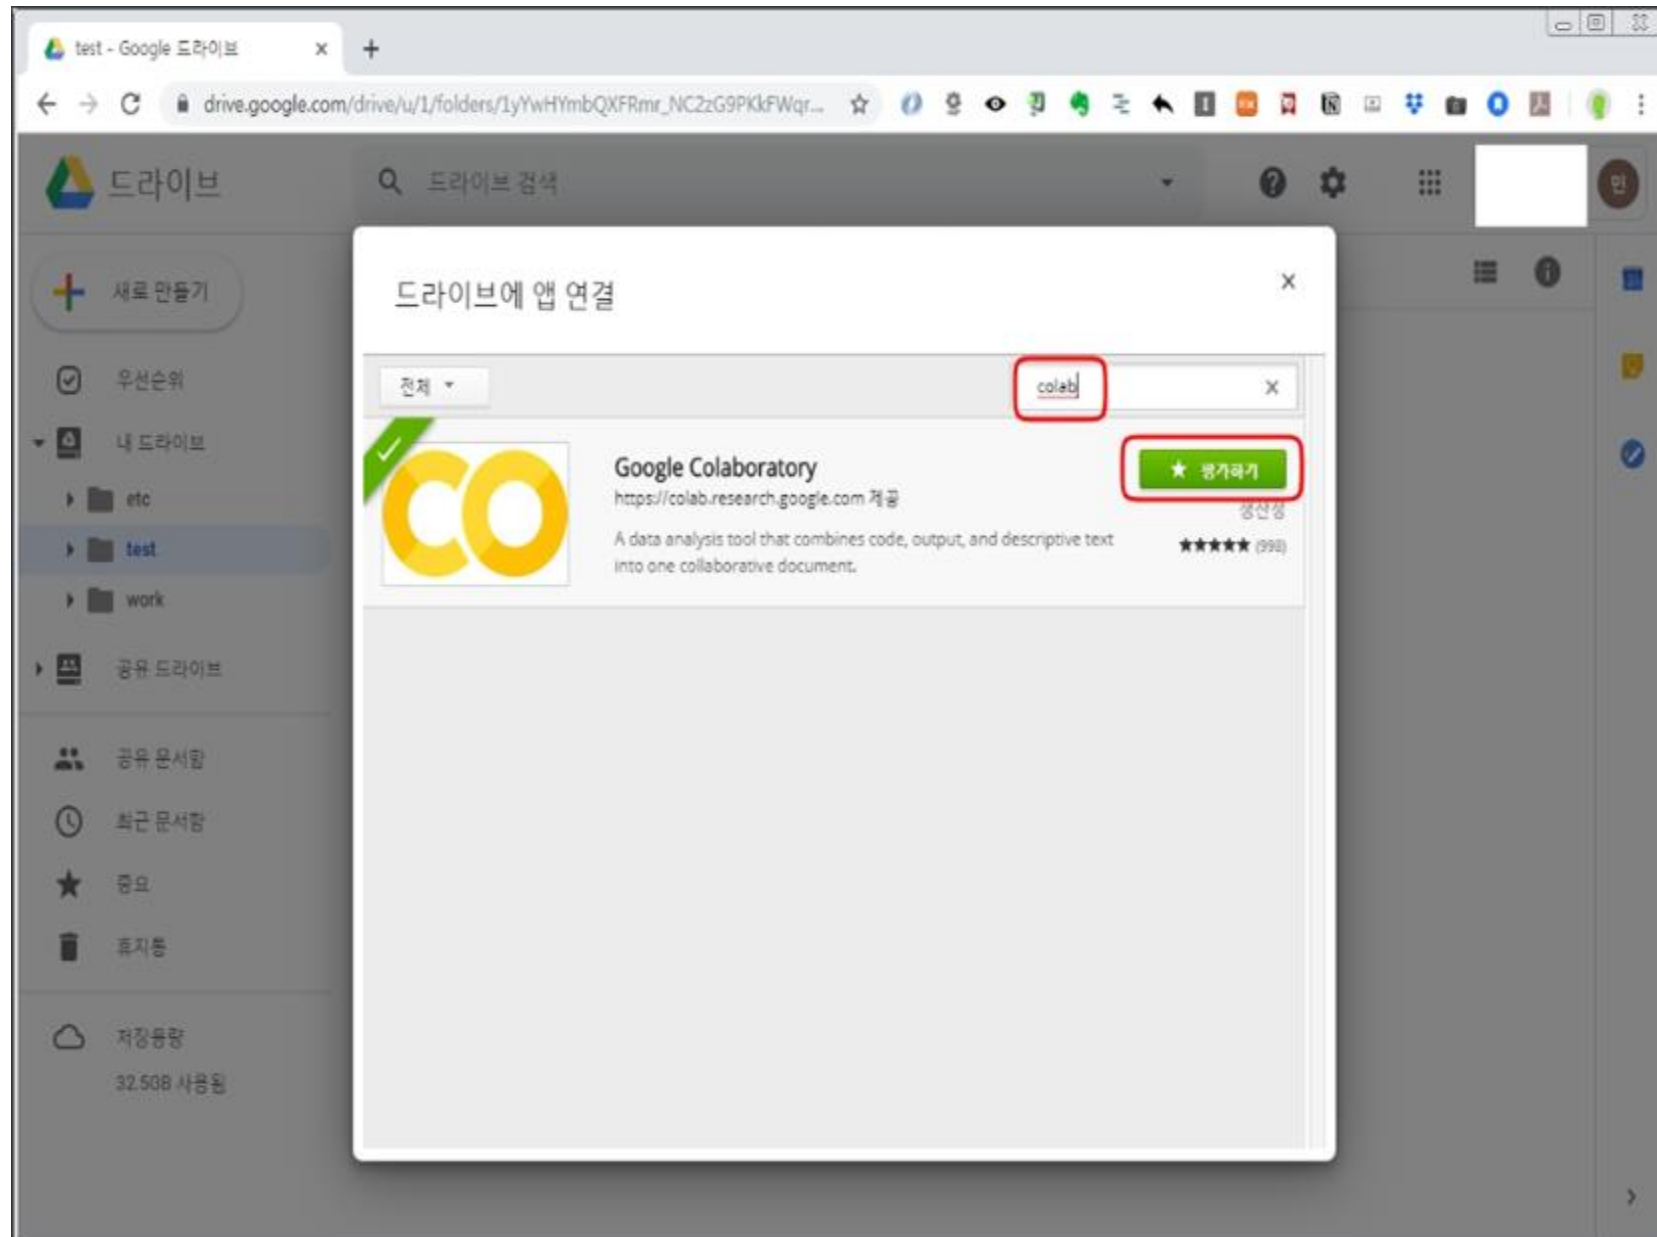 test - Google 드라이브
drive.google.com/drive/u/1/folders/1yYwHYmbQXFRmr_NC2zG9PKkFWqr...
드라이브
드라이브 검색
민
새로 만들기
우선순위
내 드라이브
etc
test
work
공유 드라이브
공유 문서함
최근 문서함
중요
휴지통
저장용량
32.5GB 사용됨
드라이브에 앱 연결
전체
colab
CO
Google Colaboratory
https://colab.research.google.com 제공
A data analysis tool that combines code, output, and descriptive text
into one collaborative document.
평가하기
생산성
(998)